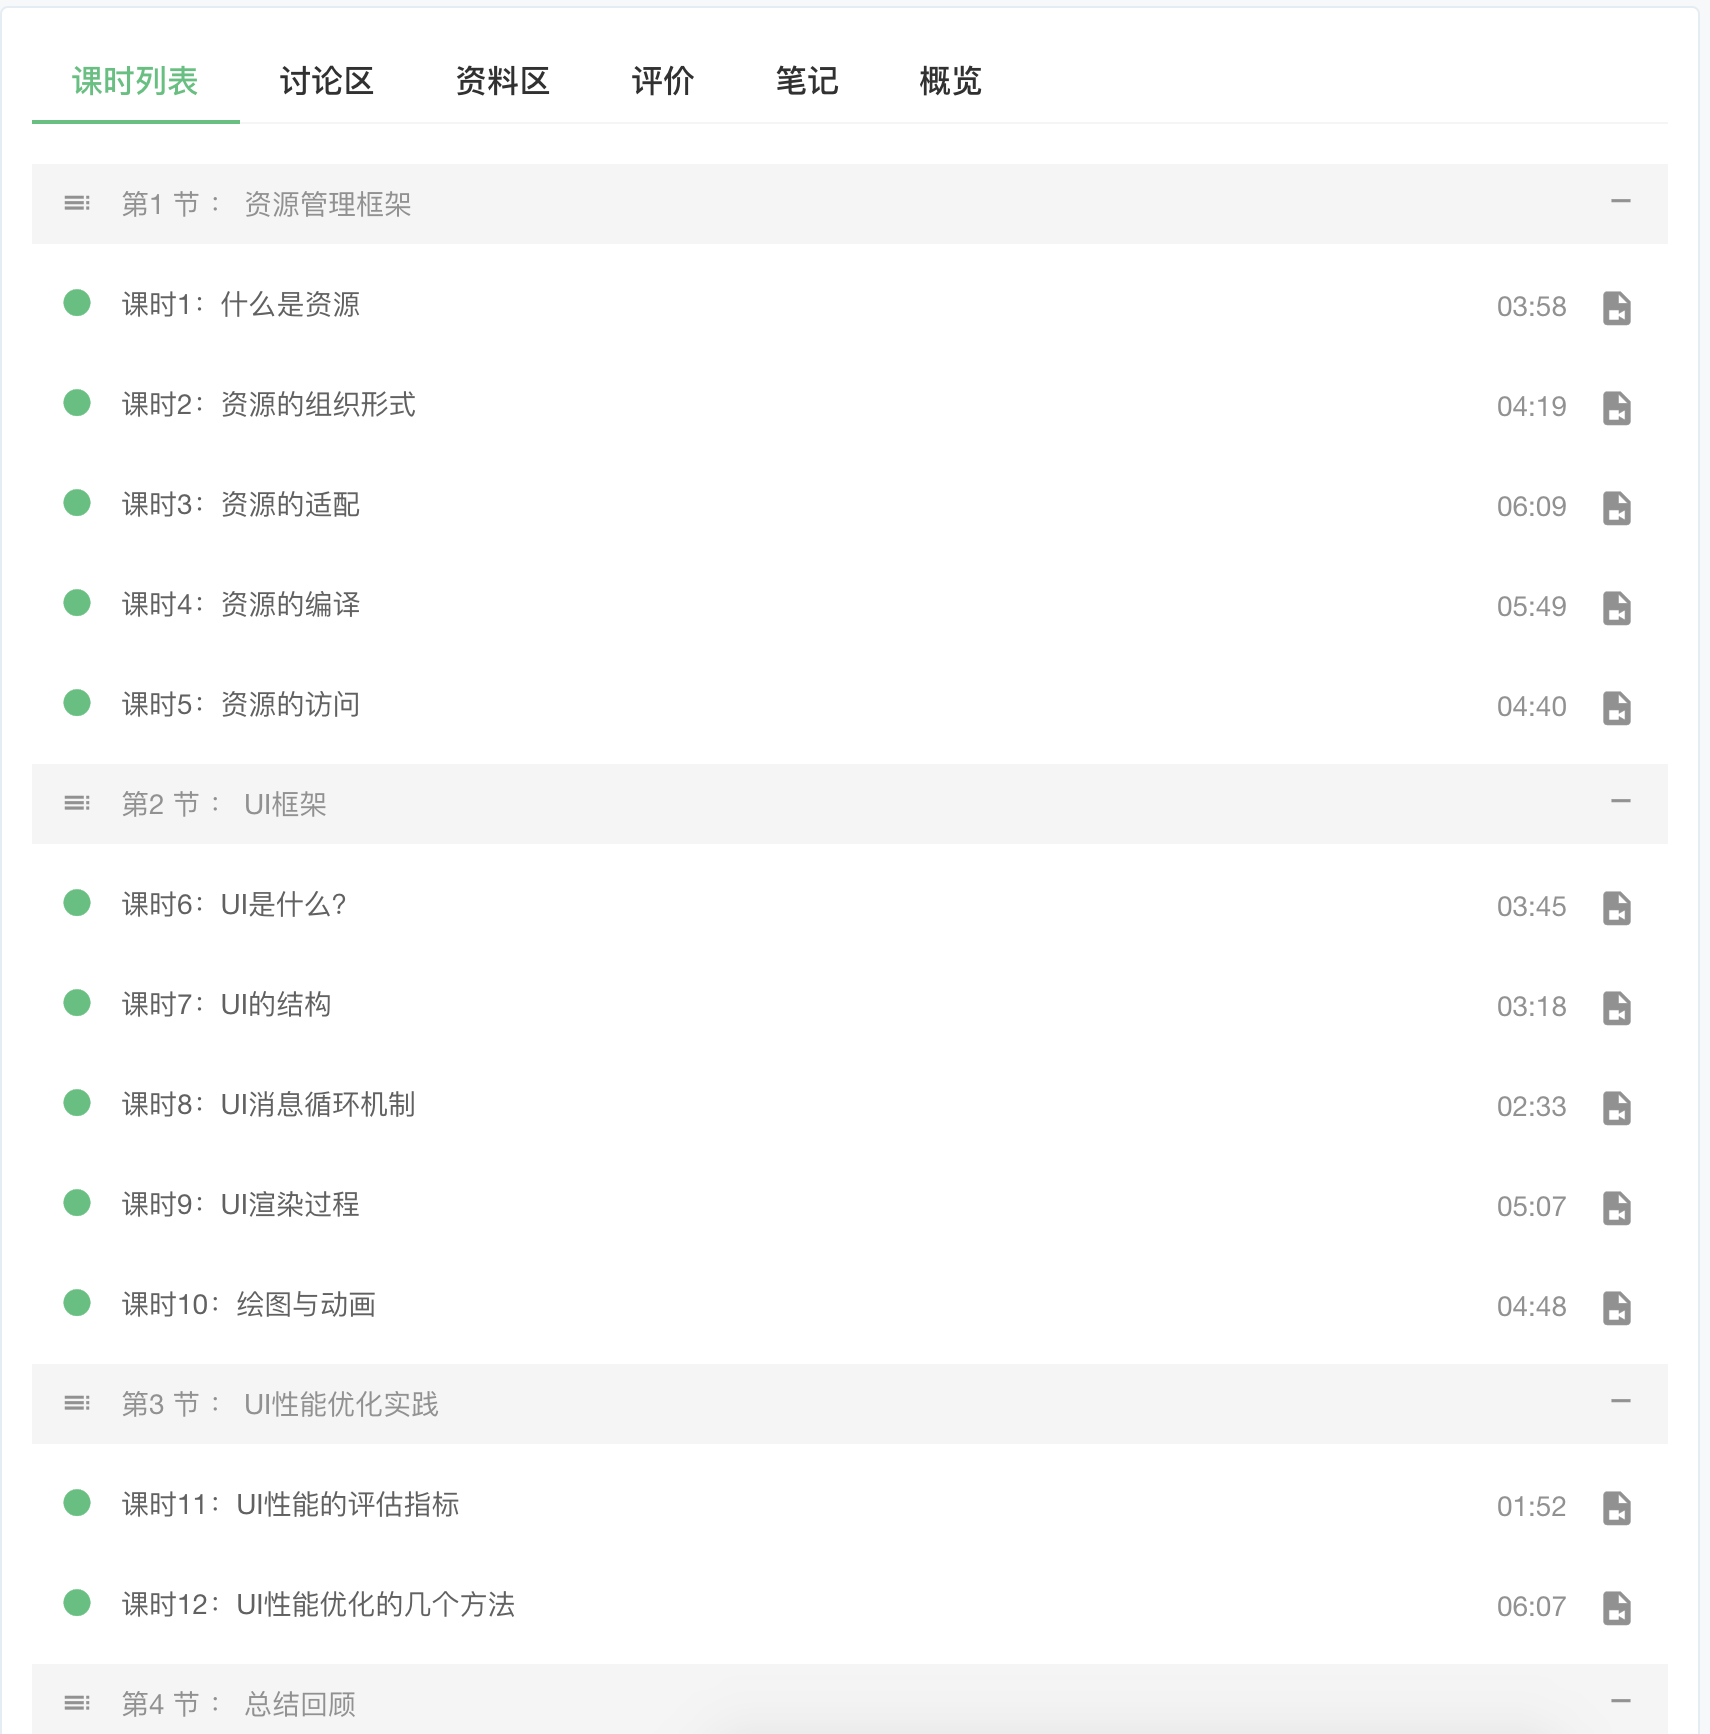 课时列表 讨论区 资料区 评价 笔记 概览
第1 节： 资源管理框架
课时1：什么是资源 03:58
课时2：资源的组织形式 04:19
课时3：资源的适配 06:09
课时4：资源的编译 05:49
课时5：资源的访问 04:40
第2 节： UI框架
课时6：UI是什么? 03:45
课时7：UI的结构 03:18
课时8：UI消息循环机制 02:33
课时9：UI渲染过程 05:07
课时10：绘图与动画 04:48
第3 节： UI性能优化实践
课时11：UI性能的评估指标 01:52
课时12：UI性能优化的几个方法 06:07
第4 节： 总结回顾